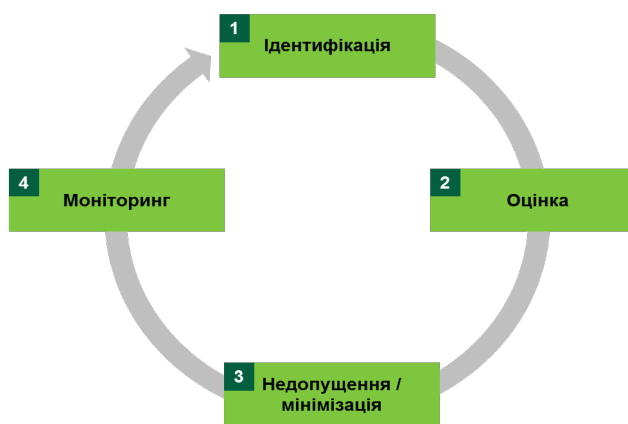 1
Ідентифікація
2
Оцінка
3
Недопущення /
мінімізація
4
Моніторинг